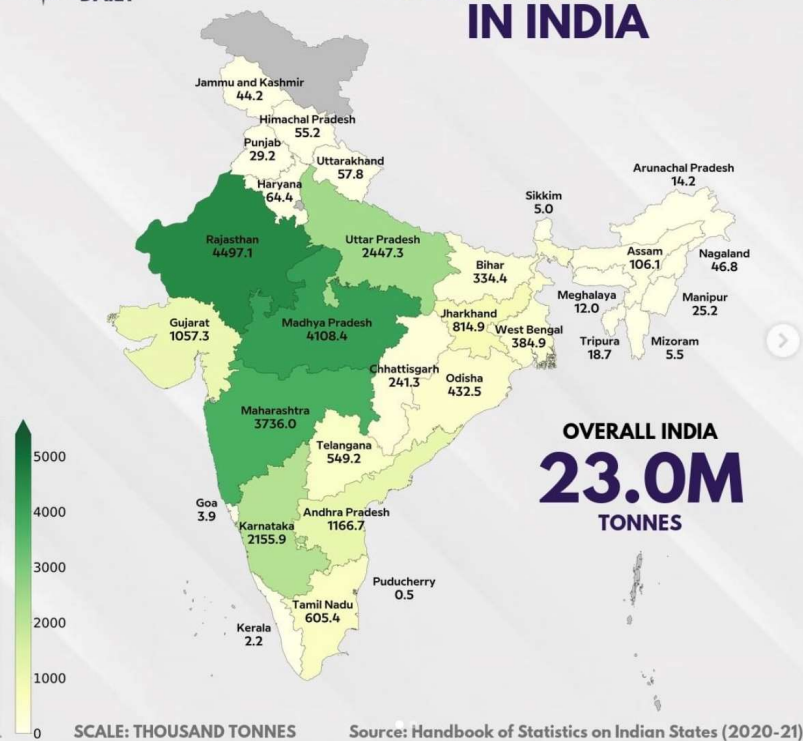 IN INDIA
Jammu and Kashmir
44.2
Himachal Pradesh
55.2
Punjab
29.2
Uttarakhand
57.8
Haryana
64.4
Arunachal Pradesh
14.2
Sikkim
5.0
Rajasthan
4497.1
Uttar Pradesh
2447.3
Bihar
334.4
Assam
106.1
Nagaland
46.8
Meghalaya
12.0
Manipur
25.2
Gujarat
1057.3
Madhya Pradesh
4108.4
Jharkhand
814.9
West Bengal
384.9
Tripura
18.7
Mizoram
5.5
Chhattisgarh
241.3
Odisha
432.5
Maharashtra
3736.0
Telangana
549.2
OVERALL INDIA
23.0M
TONNES
Goa
3.9
Karnataka
2155.9
Andhra Pradesh
1166.7
Puducherry
0.5
Tamil Nadu
605.4
Kerala
2.2
5000
4000
3000
2000
1000
0
SCALE: THOUSAND TONNES
Source: Handbook of Statistics on Indian States (2020-21)